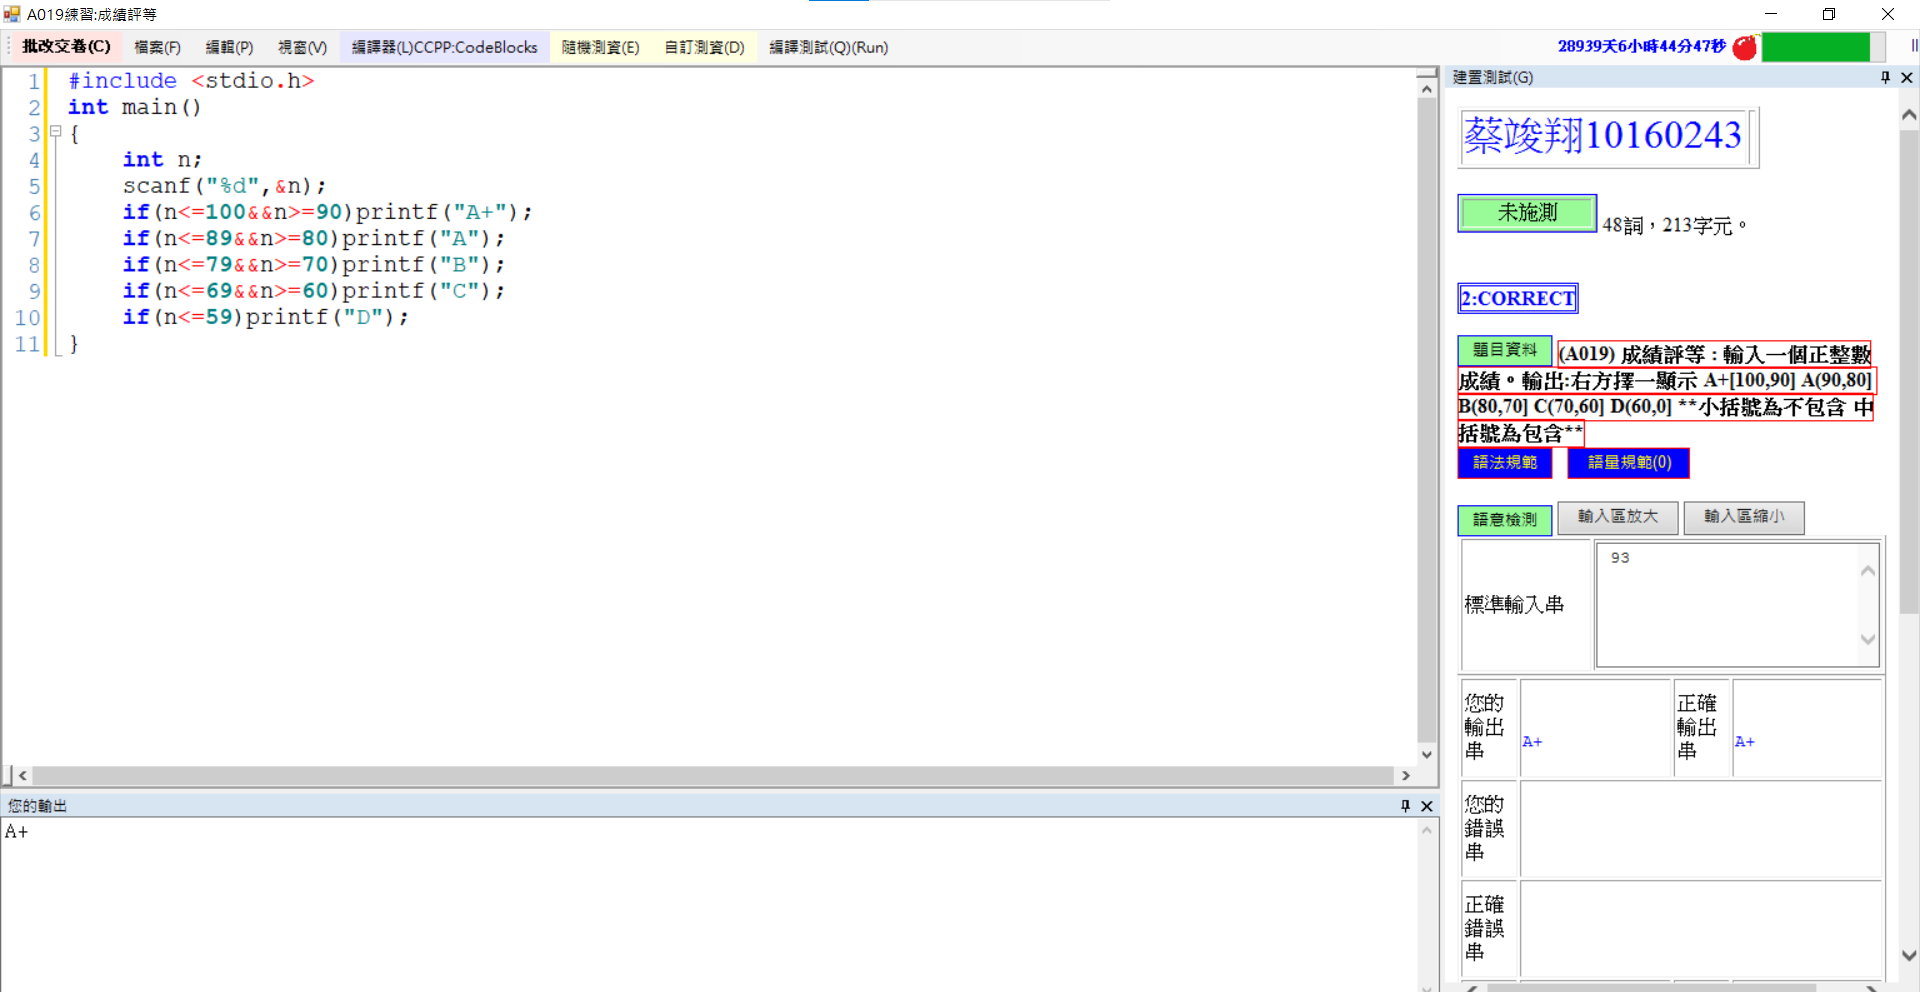 A019練習:成績評等
批改交卷(C) 檔案(F) 編輯(P) 視窗(V) 編譯器(L)CCPP:CodeBlocks 隨機測資(E) 自訂測資(D) 編譯測試(Q)(Run) 28939天6小時44分47秒
1 #include <stdio.h>
2 int main()
3 {
4 int n;
5 scanf("%d",&n);
6 if(n<=100&&n>=90)printf("A+");
7 if(n<=89&&n>=80)printf("A");
8 if(n<=79&&n>=70)printf("B");
9 if(n<=69&&n>=60)printf("C");
10 if(n<=59)printf("D");
11 }
您的輸出
A+
建置測試(G)
蔡竣翔10160243
未施測 48詞，213字元。
2:CORRECT
題目資料 (A019) 成績評等 : 輸入一個正整數
成績。輸出:右方擇一顯示 A+[100,90] A(90,80]
B(80,70] C(70,60] D(60,0] **小括號為不包含 中
括號為包含**
語法規範 語量規範(0)
語意檢測 輸入區放大 輸入區縮小
標準輸入串 93
您的輸出串 A+ 正確輸出串 A+
您的錯誤串
正確錯誤串